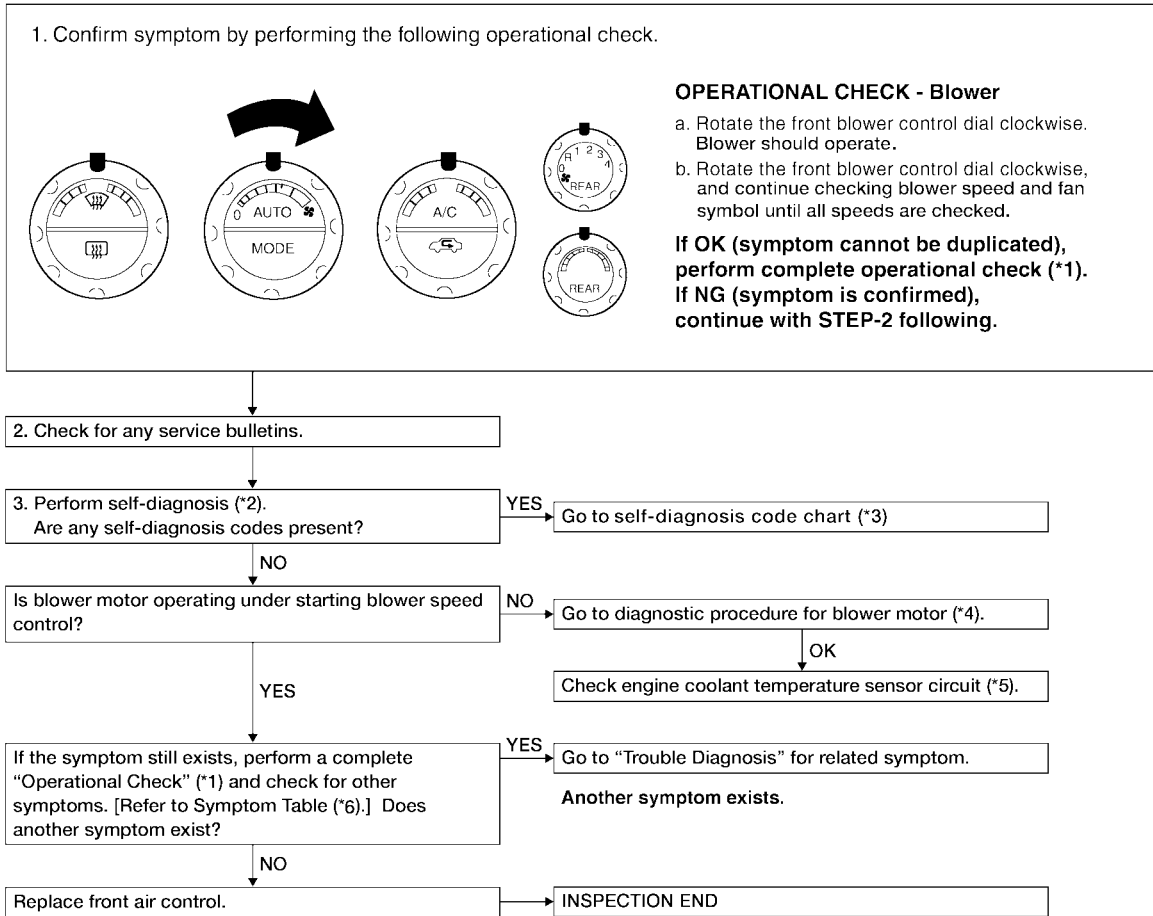 1. Confirm symptom by performing the following operational check.
OPERATIONAL CHECK - Blower
a. Rotate the front blower control dial clockwise.
Blower should operate.
b. Rotate the front blower control dial clockwise,
and continue checking blower speed and fan
symbol until all speeds are checked.
If OK (symptom cannot be duplicated),
perform complete operational check (*1).
If NG (symptom is confirmed),
continue with STEP-2 following.
0 AUTO
MODE
A/C
0 R 1 2 3 4
REAR
REAR
2. Check for any service bulletins.
3. Perform self-diagnosis (*2).
Are any self-diagnosis codes present?
YES
Go to self-diagnosis code chart (*3)
NO
Is blower motor operating under starting blower speed
control?
NO
Go to diagnostic procedure for blower motor (*4).
OK
Check engine coolant temperature sensor circuit (*5).
YES
If the symptom still exists, perform a complete
“Operational Check” (*1) and check for other
symptoms. [Refer to Symptom Table (*6).] Does
another symptom exist?
YES
Go to “Trouble Diagnosis” for related symptom.
Another symptom exists.
NO
Replace front air control.
INSPECTION END